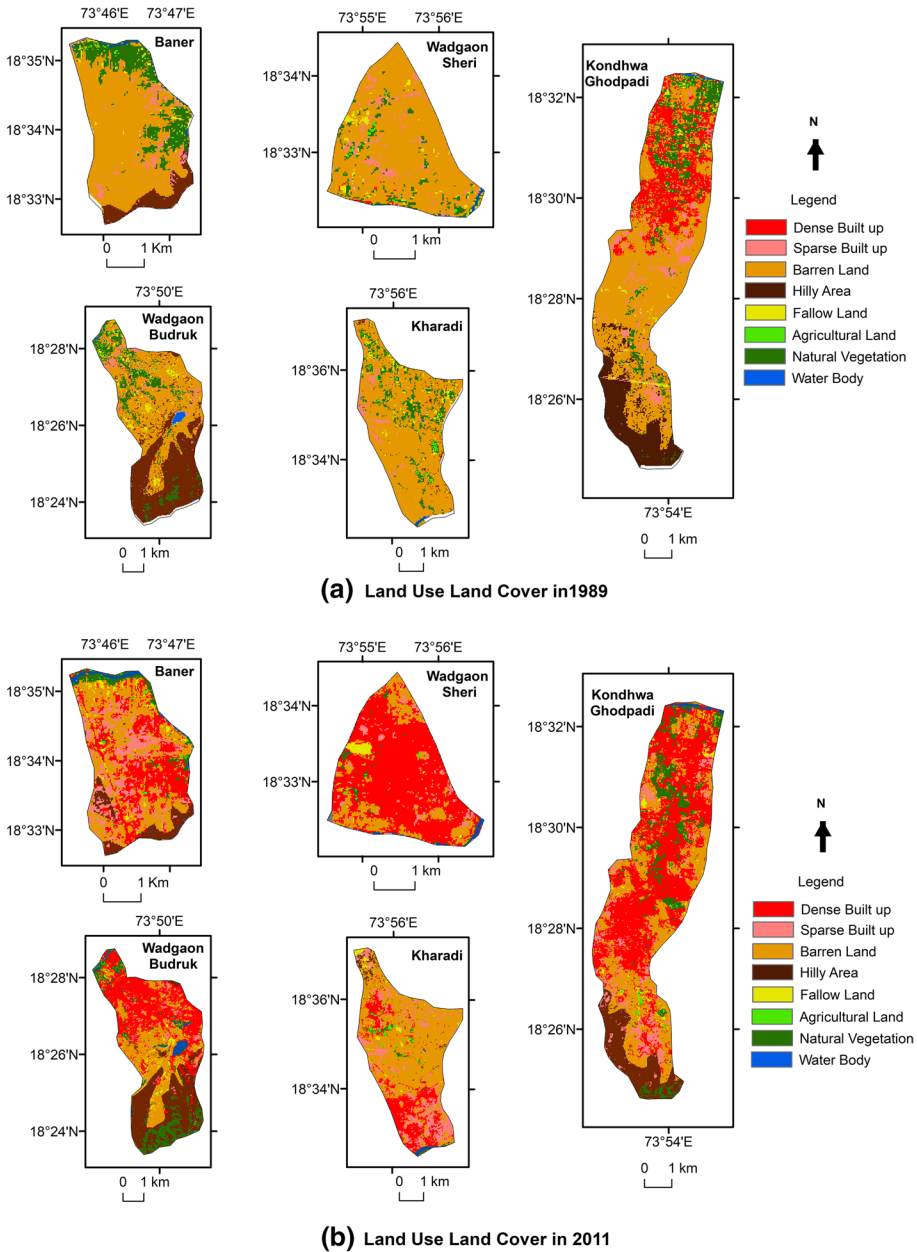 73°46'E 73°47'E
Baner
18°35'N
18°34'N
18°33'N
0 1 Km
73°55'E 73°56'E
Wadgaon
Sheri
18°34'N
18°33'N
0 1 km
Kondhwa
Ghodpadi
18°32'N
18°30'N
18°28'N
18°26'N
73°54'E
0 1 km
N
Legend
Dense Built up
Sparse Built up
Barren Land
Hilly Area
Fallow Land
Agricultural Land
Natural Vegetation
Water Body
73°50'E
Wadgaon
Budruk
18°28'N
18°26'N
18°24'N
0 1 km
73°56'E
Kharadi
18°36'N
18°34'N
0 1 km
(a) Land Use Land Cover in1989
73°46'E 73°47'E
Baner
18°35'N
18°34'N
18°33'N
0 1 Km
73°55'E 73°56'E
Wadgaon
Sheri
18°34'N
18°33'N
0 1 km
Kondhwa
Ghodpadi
18°32'N
18°30'N
18°28'N
18°26'N
73°54'E
0 1 km
N
Legend
Dense Built up
Sparse Built up
Barren Land
Hilly Area
Fallow Land
Agricultural Land
Natural Vegetation
Water Body
73°50'E
Wadgaon
Budruk
18°28'N
18°26'N
18°24'N
0 1 km
73°56'E
Kharadi
18°36'N
18°34'N
0 1 km
(b) Land Use Land Cover in 2011